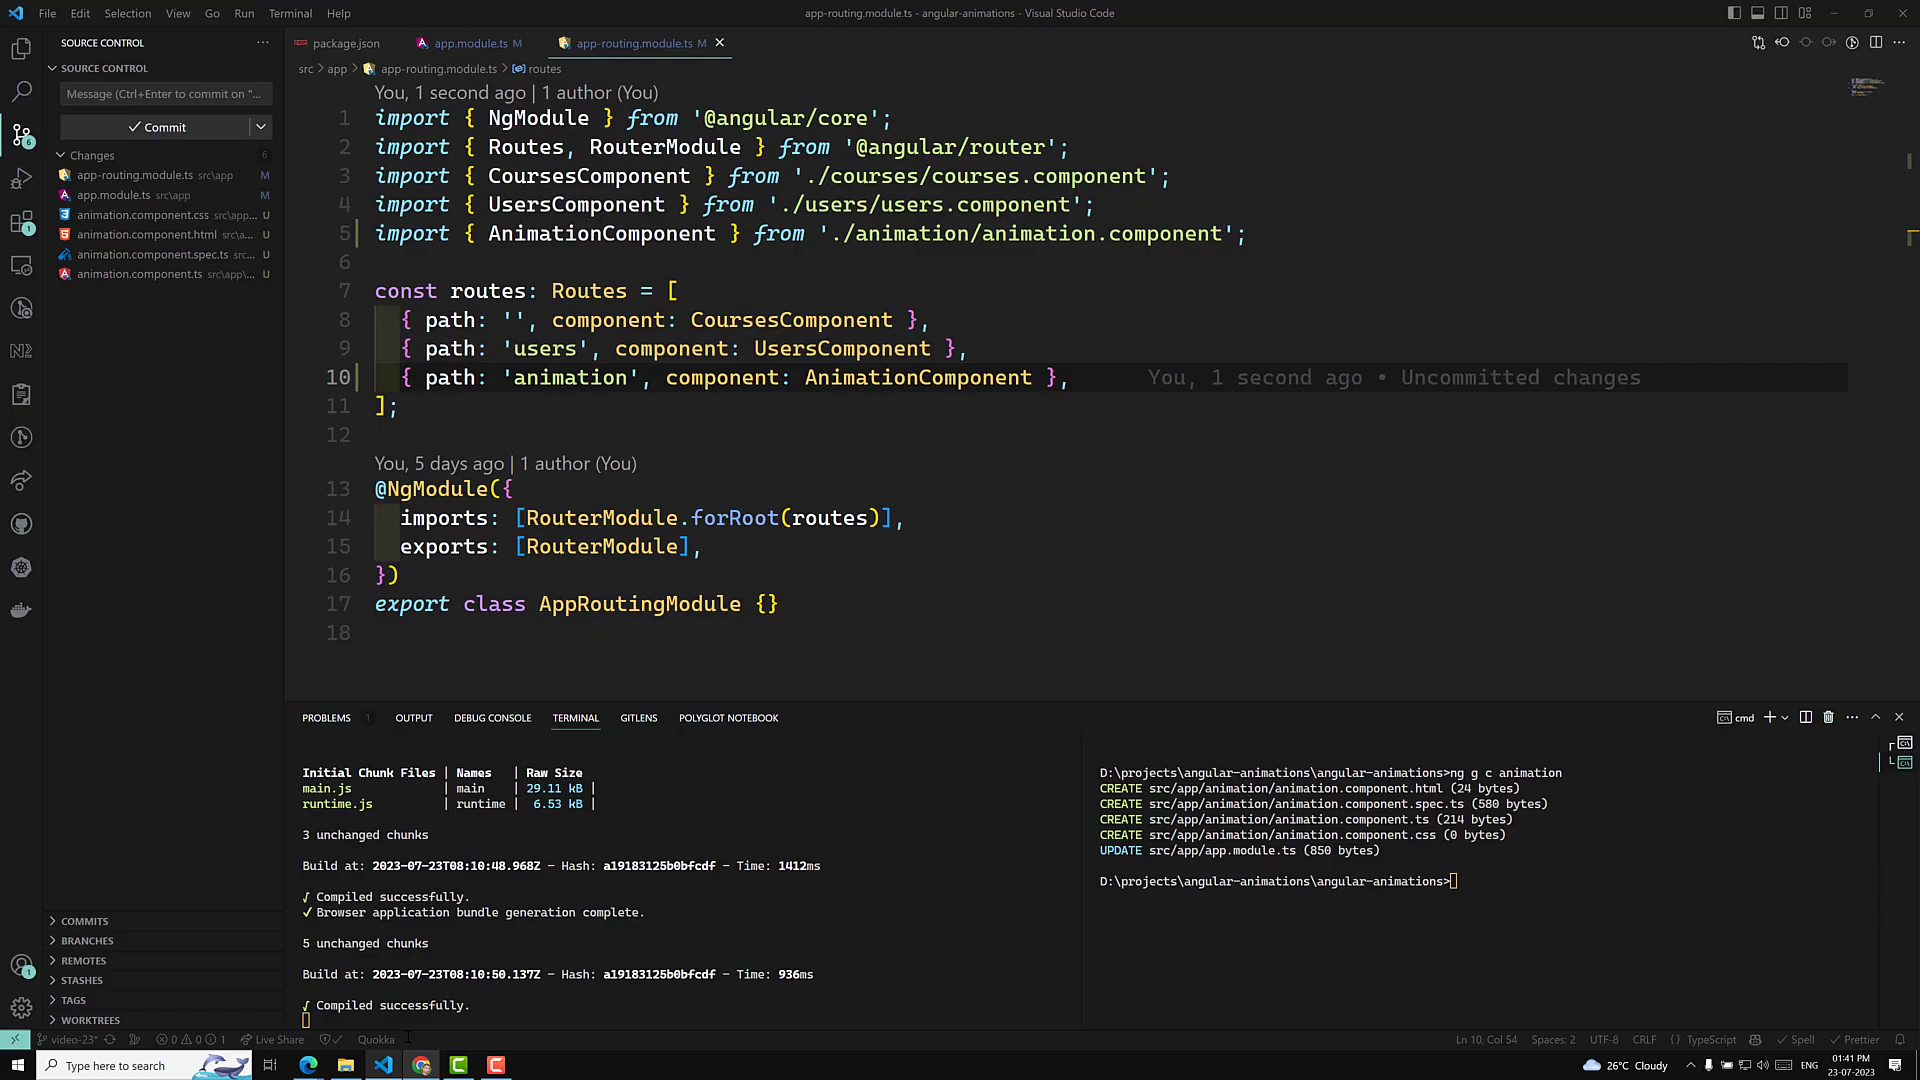 File Edit Selection View Go Run Terminal Help
app-routing.module.ts - angular-animations - Visual Studio Code
SOURCE CONTROL
package.json
app.module.ts M
app-routing.module.ts M
SOURCE CONTROL
src > app > app-routing.module.ts > routes
Message (Ctrl+Enter to commit on "...
Commit
Changes 6
app-routing.module.ts src\app M
app.module.ts src\app M
animation.component.css src\app... U
animation.component.html src\a... U
animation.component.spec.ts src... U
animation.component.ts src\app\... U
COMMITS
BRANCHES
REMOTES
STASHES
TAGS
WORKTREES
You, 1 second ago | 1 author (You)
1 import { NgModule } from '@angular/core';
2 import { Routes, RouterModule } from '@angular/router';
3 import { CoursesComponent } from './courses/courses.component';
4 import { UsersComponent } from './users/users.component';
5 import { AnimationComponent } from './animation/animation.component';
6
7 const routes: Routes = [
8 { path: '', component: CoursesComponent },
9 { path: 'users', component: UsersComponent },
10 { path: 'animation', component: AnimationComponent }, You, 1 second ago • Uncommitted changes
11 ];
12
You, 5 days ago | 1 author (You)
13 @NgModule({
14 imports: [RouterModule.forRoot(routes)],
15 exports: [RouterModule],
16 })
17 export class AppRoutingModule {}
18
PROBLEMS 1 OUTPUT DEBUG CONSOLE TERMINAL GITLENS POLYGLOT NOTEBOOK
cmd
Initial Chunk Files | Names | Raw Size
main.js | main | 29.11 kB |
runtime.js | runtime | 6.53 kB |
3 unchanged chunks
Build at: 2023-07-23T08:10:48.968Z - Hash: a19183125b0bfcdf - Time: 1412ms
√ Compiled successfully.
✓ Browser application bundle generation complete.
5 unchanged chunks
Build at: 2023-07-23T08:10:50.137Z - Hash: a19183125b0bfcdf - Time: 936ms
√ Compiled successfully.
D:\projects\angular-animations\angular-animations>ng g c animation
CREATE src/app/animation/animation.component.html (24 bytes)
CREATE src/app/animation/animation.component.spec.ts (580 bytes)
CREATE src/app/animation/animation.component.ts (214 bytes)
CREATE src/app/animation/animation.component.css (0 bytes)
UPDATE src/app/app.module.ts (850 bytes)
D:\projects\angular-animations\angular-animations>
video-23* 0 0 1 Live Share Quokka
Ln 10, Col 54 Spaces: 2 UTF-8 CRLF { } TypeScript Spell Prettier
Type here to search
26°C Cloudy
ENG
01:41 PM
23-07-2023